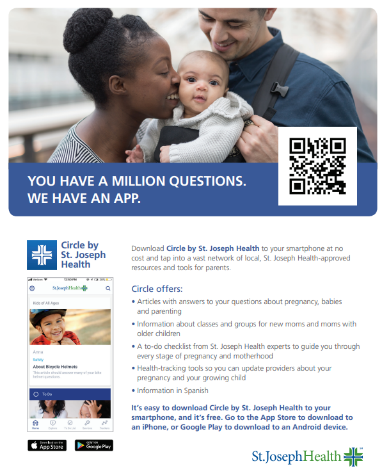 YOU HAVE A MILLION QUESTIONS.
WE HAVE AN APP.
Circle by
St. Joseph
Health
Download Circle by St. Joseph Health to your smartphone at no
cost and tap into a vast network of local, St. Joseph Health-approved
resources and tools for parents
Circle offers:
• Articles with answers to your questions about pregnancy, babies
and parenting
• Information about classes and groups for new moms and moms with
older children
• A to-do checklist from St. Joseph Health experts to guide you through
every stage of pregnancy and motherhood
• Health-tracking tools so you can update providers about your
pregnancy and your growing child
• Information in Spanish
It's easy to download Circle by St. Joseph Health to your
smartphone, and it's free. Go to the App Store to download to
an iPhone, or Google Play to download to an Android device.
StJosephHealth
Kids of All Ages
Safety
About Bicycle Helmets
To Do
App Store
Google Play
St.JosephHealth